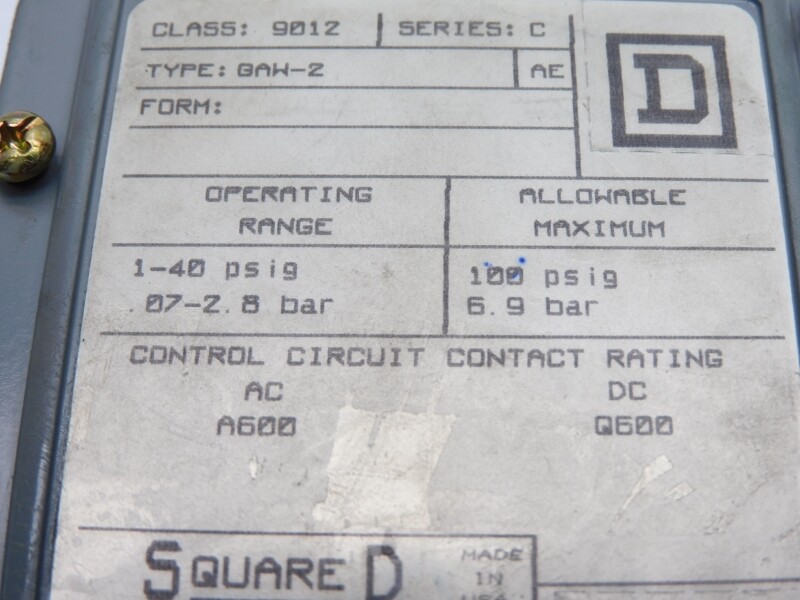 CLASS: 9012 SERIES: C
TYPE: GAW-2 AE
FORM:
D
OPERATING RANGE
ALLOWABLE MAXIMUM
1-40 psig
.07-2.8 bar
100 psig
6.9 bar
CONTROL CIRCUIT CONTACT RATING
AC DC
A600 Q600
SQUARE D
MADE
IN
USA